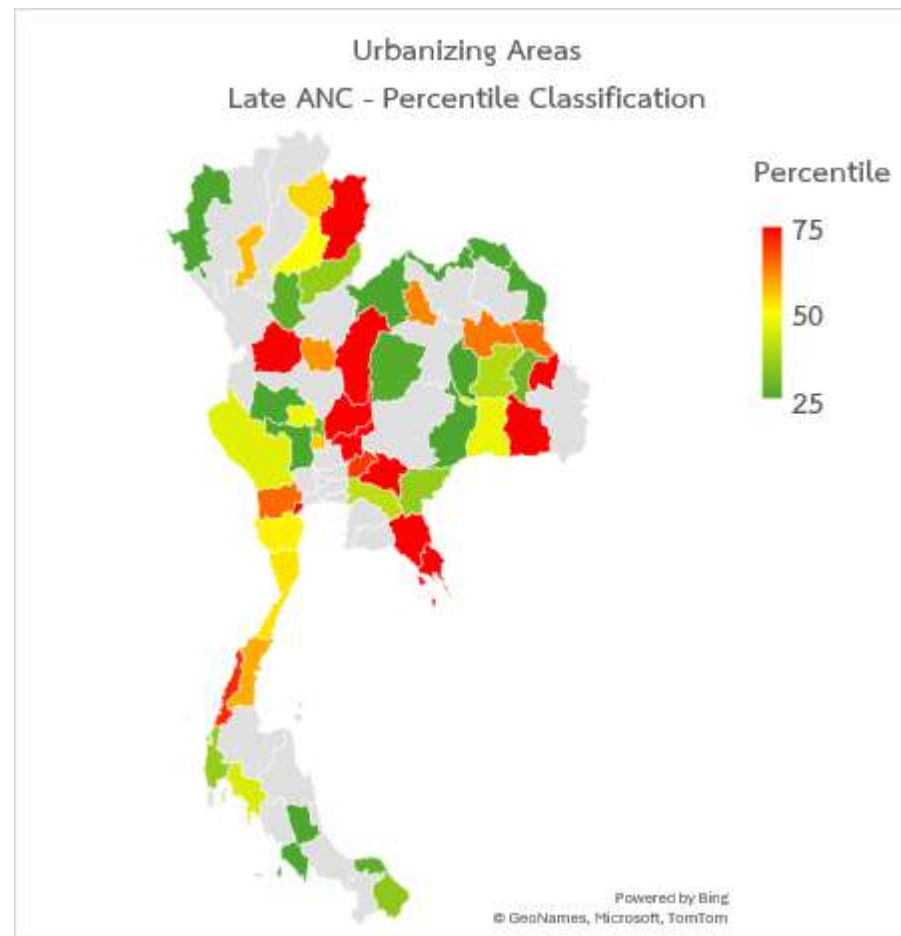 Urbanizing Areas
Late ANC - Percentile Classification
Percentile
75
50
25
Powered by Bing
© GeoNames, Microsoft, TomTom